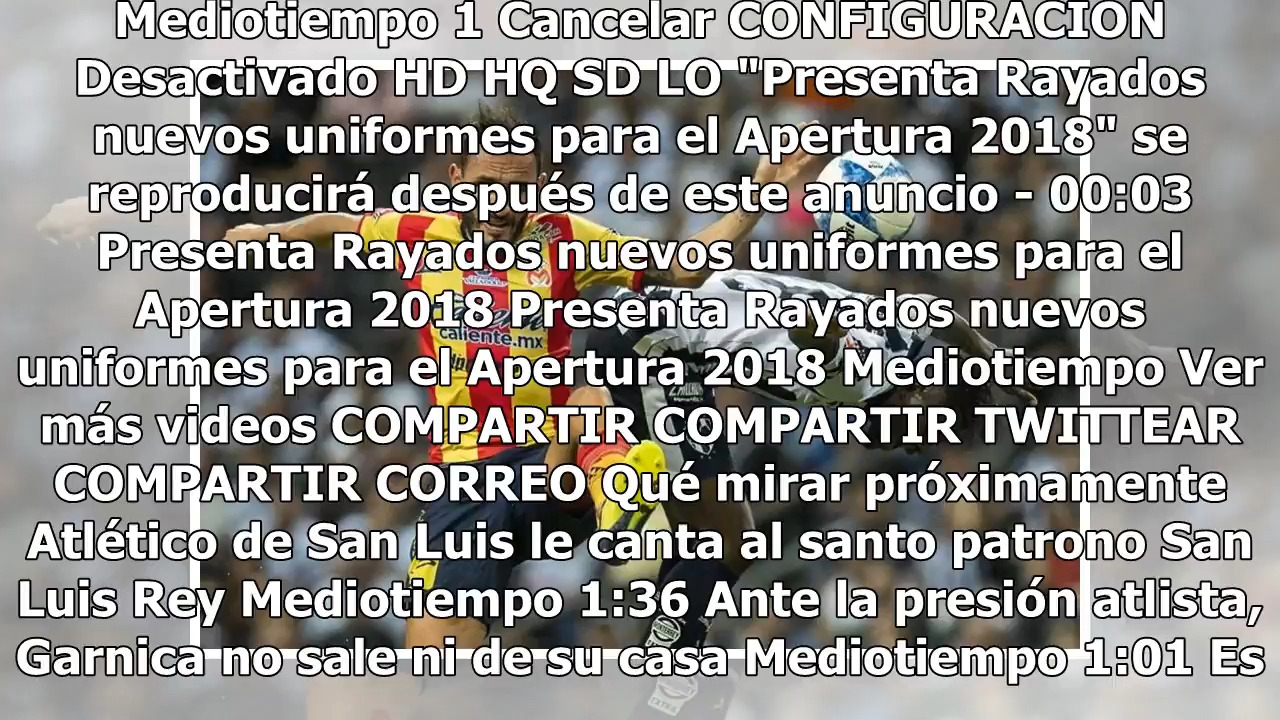 Mediotiempo 1 Cancelar CONFIGURACIÓN
Desactivado HD HQ SD LO "Presenta Rayados
nuevos uniformes para el Apertura 2018" se
reproducirá después de este anuncio - 00:03
Presenta Rayados nuevos uniformes para el
Apertura 2018 Presenta Rayados nuevos
uniformes para el Apertura 2018 Mediotiempo Ver
más videos COMPARTIR COMPARTIR TWITTEAR
COMPARTIR CORREO Qué mirar próximamente
Atlético de San Luis le canta al santo patrono San
Luis Rey Mediotiempo 1:36 Ante la presión atlista,
Garnica no sale ni de su casa Mediotiempo 1:01 Es
caliente.mx